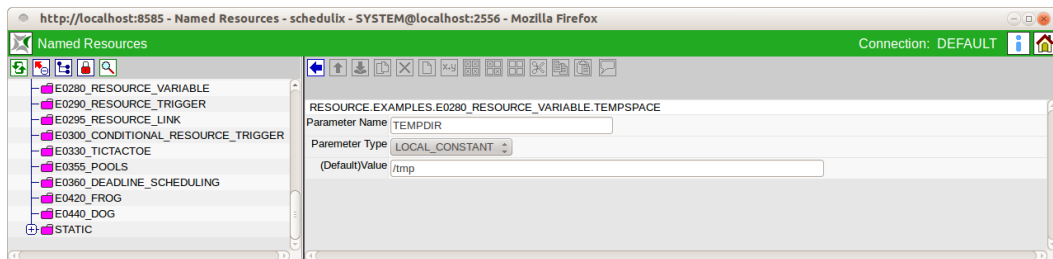 http://localhost:8585 - Named Resources - schedulix - SYSTEM@localhost:2556 - Mozilla Firefox
Named Resources
Connection: DEFAULT
E0280_RESOURCE_VARIABLE
E0290_RESOURCE_TRIGGER
E0295_RESOURCE_LINK
E0300_CONDITIONAL_RESOURCE_TRIGGER
E0330_TICTACTOE
E0355_POOLS
E0360_DEADLINE_SCHEDULING
E0420_FROG
E0440_DOG
STATIC
X-Y
RESOURCE.EXAMPLES.E0280_RESOURCE_VARIABLE.TEMPSPACE
Parameter Name TEMPDIR
Paremeter Type LOCAL_CONSTANT
(Default)Value /tmp